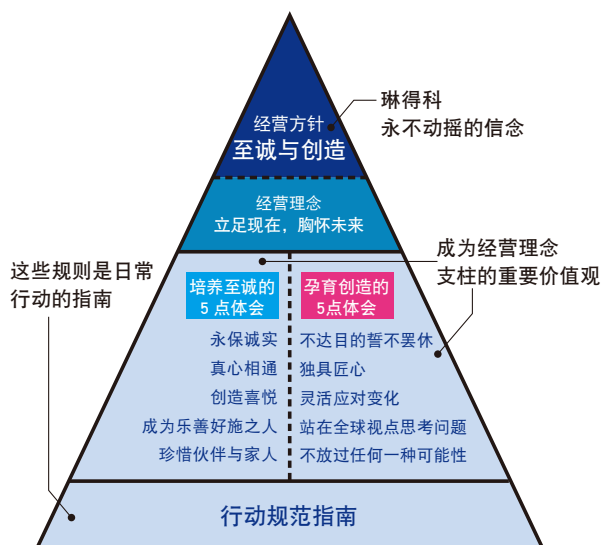 琳得科
永不动摇的信念
经营方针
至诚与创造
经营理念
立足现在，胸怀未来
成为经营理念
支柱的重要价值观
这些规则是日常
行动的指南
培养至诚的
5 点体会
永保诚实
真心相通
创造喜悦
成为乐善好施之人
珍惜伙伴与家人
孕育创造的
5点体会
不达目的誓不罢休
独具匠心
灵活应对变化
站在全球视点思考问题
不放过任何一种可能性
行动规范指南